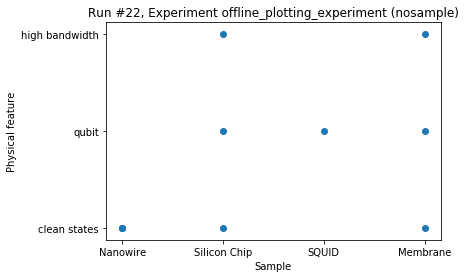 Run #22, Experiment offline_plotting_experiment (nosample)
high bandwidth
qubit
clean states
Physical feature
Nanowire Silicon Chip SQUID Membrane
Sample